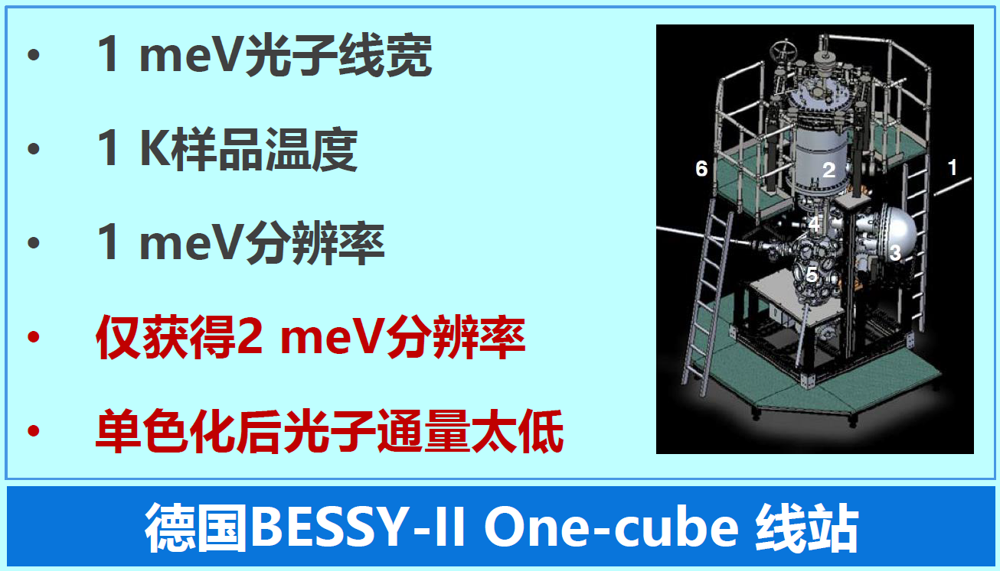 • 1 meV光子线宽
• 1 K样品温度
• 1 meV分辨率
• 仅获得2 meV分辨率
• 单色化后光子通量太低
1
2
6
4
3
5
德国BESSY-II One-cube 线站